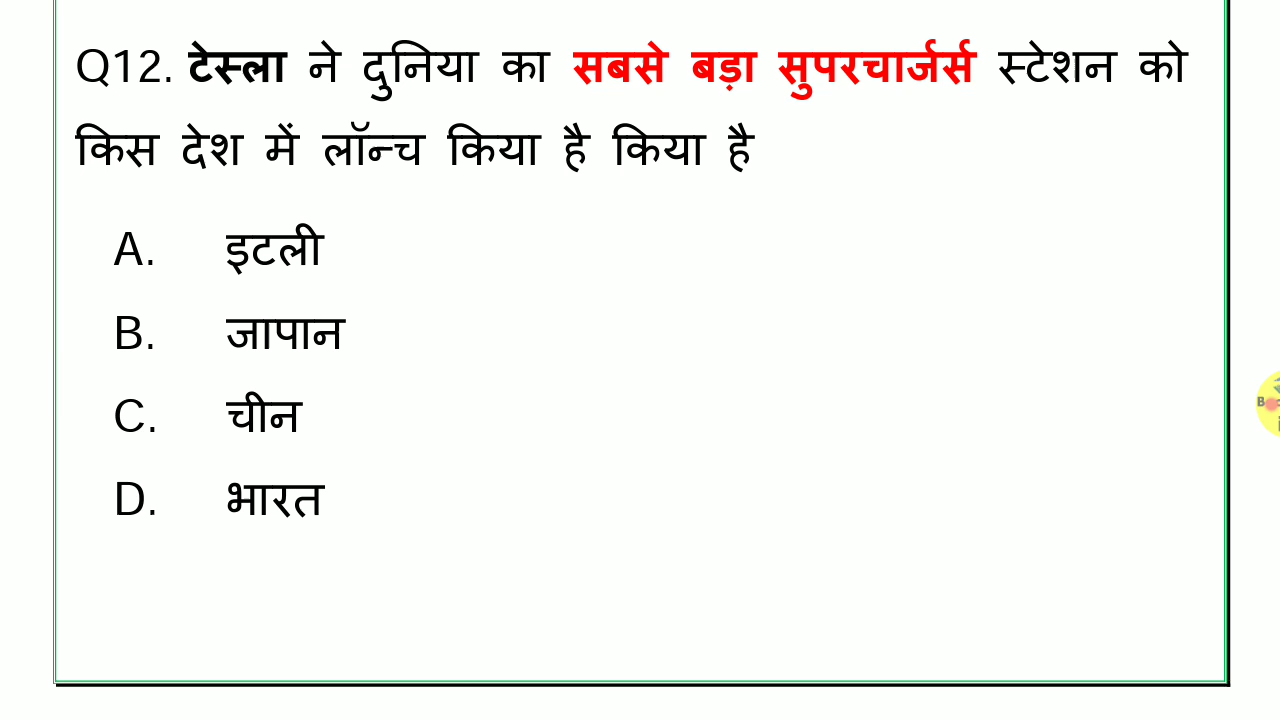 Q12. टेस्ला ने दुनिया का सबसे बड़ा सुपरचार्जर्स स्टेशन को
किस देश में लॉन्च किया है किया है
A. इटली
B. जापान
C. चीन
D. भारत